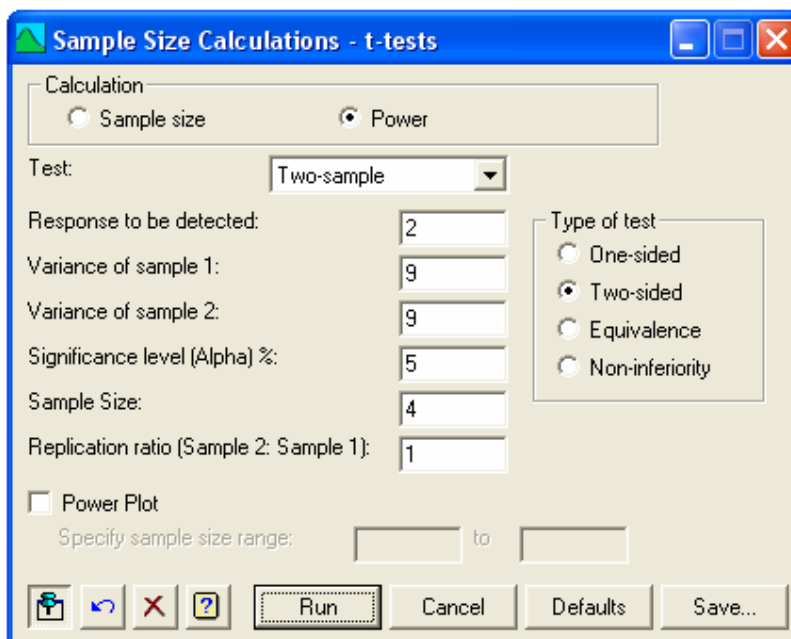 Sample Size Calculations - t-tests
Calculation
Sample size
Power
Test:
Two-sample
Response to be detected:
2
Variance of sample 1:
9
Variance of sample 2:
9
Significance level (Alpha) %:
5
Sample Size:
4
Replication ratio (Sample 2: Sample 1):
1
Type of test
One-sided
Two-sided
Equivalence
Non-inferiority
Power Plot
Specify sample size range:
to
?
Run
Cancel
Defaults
Save...